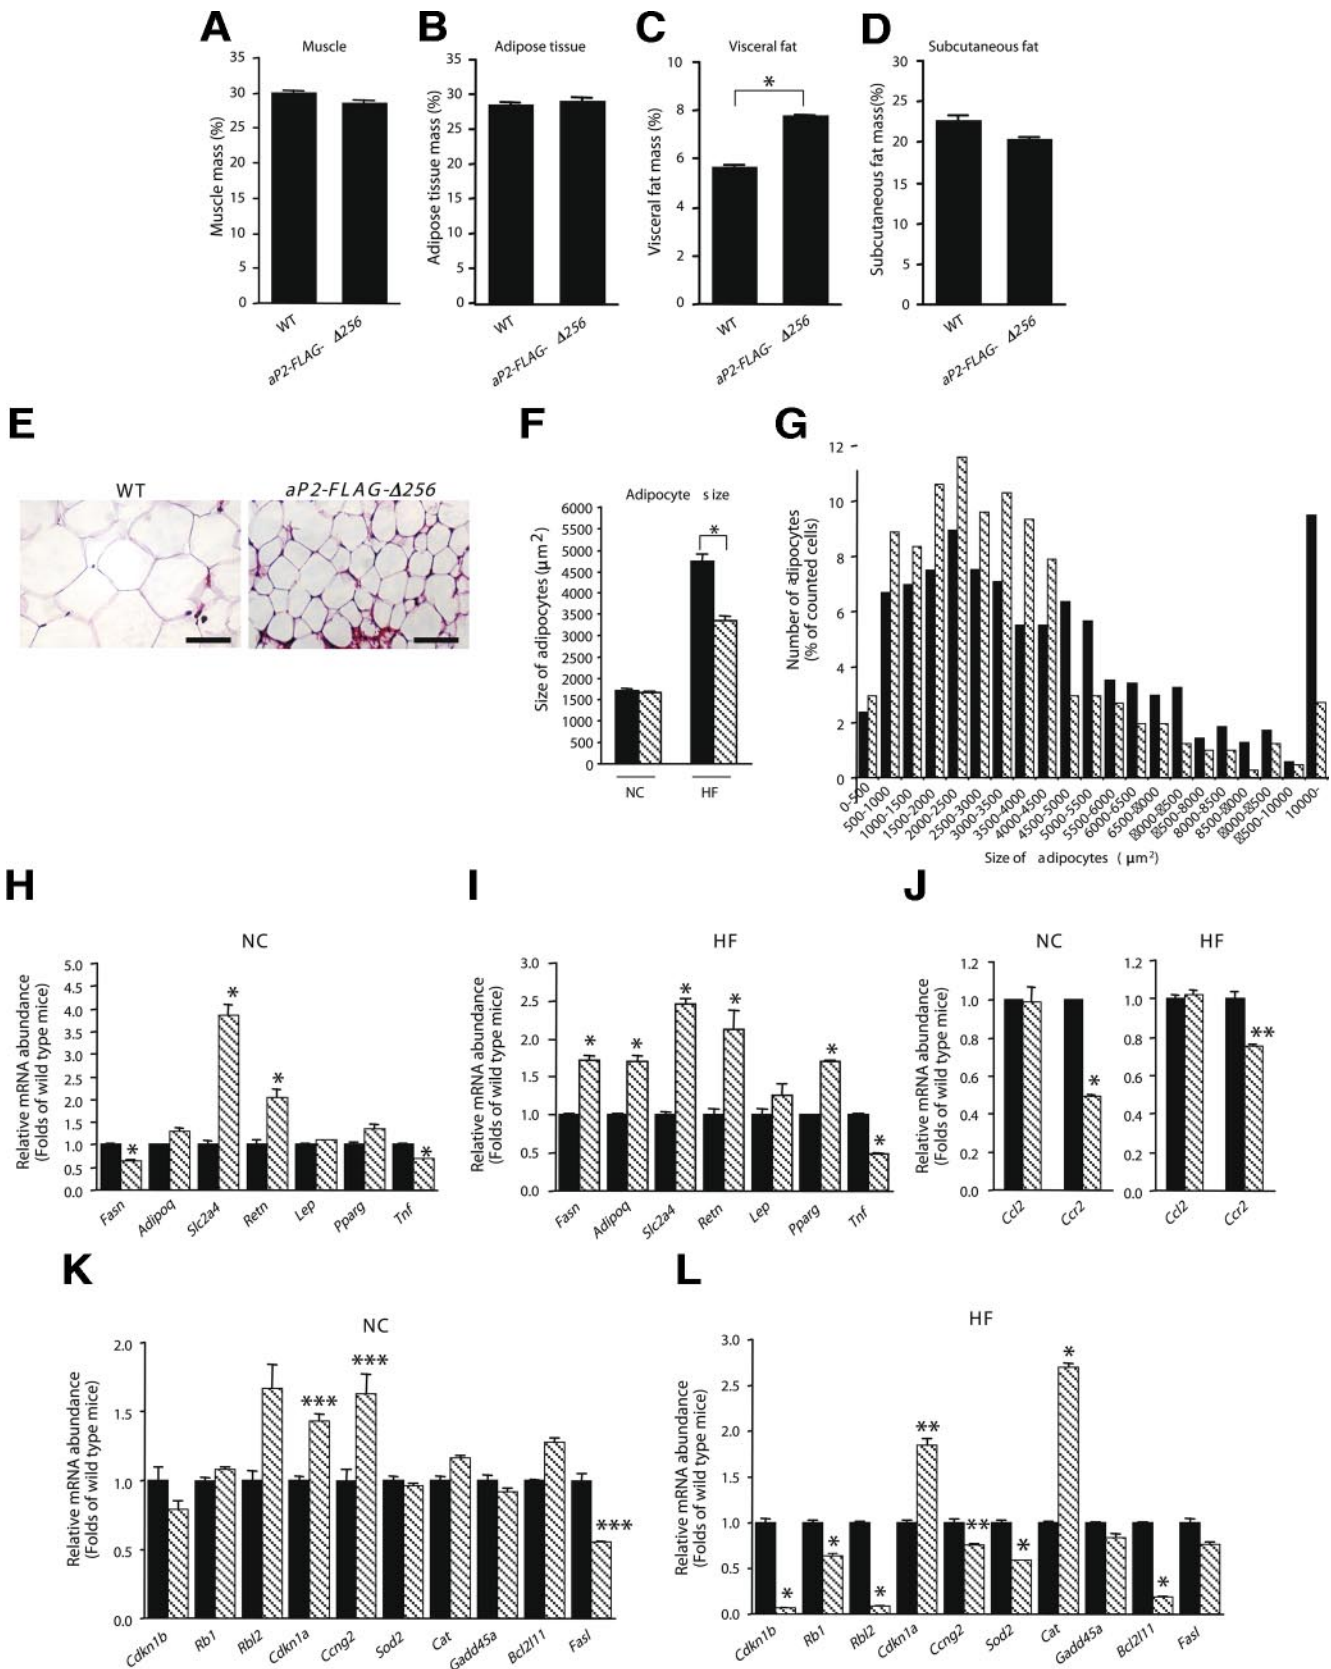 A
B
C
D
Muscle
Adipose tissue
Visceral fat
Subcutaneous fat
Muscle mass (%)
35
30
25
20
15
10
5
0
WT
aP2-FLAG- Δ256
Adipose tissue mass (%)
35
30
25
20
15
10
5
0
WT
aP2-FLAG- Δ256
Visceral fat mass (%)
10
8
6
4
2
0
*
WT
aP2-FLAG- Δ256
Subcutaneous fat mass(%)
30
25
20
15
10
5
0
WT
aP2-FLAG- Δ256
E
WT
aP2-FLAG-Δ256
F
Adipocyte size
Size of adipocytes (μm²)
6000
5500
5000
4500
4000
3500
3000
2500
2000
1500
1000
500
0
*
NC
HF
G
Number of adipocytes
(% of counted cells)
12
10
8
6
4
2
0
0-500
500-1000
1000-1500
1500-2000
2000-2500
2500-3000
3000-3500
3500-4000
4000-4500
4500-5000
5000-5500
5500-6000
6000-6500
6500-000
000-500
500-8000
8000-8500
8500-000
000-500
500-10000
10000-
Size of adipocytes ( μm²)
H
NC
Relative mRNA abundance
(Folds of wild type mice)
5.0
4.5
4.0
3.5
3.0
2.5
2.0
1.5
1.0
0.5
0.0
* * * *
Fasn Adipoq Slc2a4 Retn Lep Pparg Tnf
I
HF
Relative mRNA abundance
(Folds of wild type mice)
3.0
2.5
2.0
1.5
1.0
0.5
0.0
* * * * * *
Fasn Adipoq Slc2a4 Retn Lep Pparg Tnf
J
NC
Relative mRNA abundance
(Folds of wild type mice)
1.2
1.0
0.8
0.6
0.4
0.2
0.0
*
Ccl2 Ccr2
HF
1.2
1.0
0.8
0.6
0.4
0.2
0.0
**
Ccl2 Ccr2
K
NC
Relative mRNA abundance
(Folds of wild type mice)
2.0
1.5
1.0
0.5
0.0
*** *** ***
Cdkn1b Rb1 Rbl2 Cdkn1a Ccng2 Sod2 Cat Gadd45a Bcl2l11 Fasl
L
HF
Relative mRNA abundance
(Folds of wild type mice)
3.0
2.5
2.0
1.5
1.0
0.5
0.0
* * * ** ** * * *
Cdkn1b Rb1 Rbl2 Cdkn1a Ccng2 Sod2 Cat Gadd45a Bcl2l11 Fasl